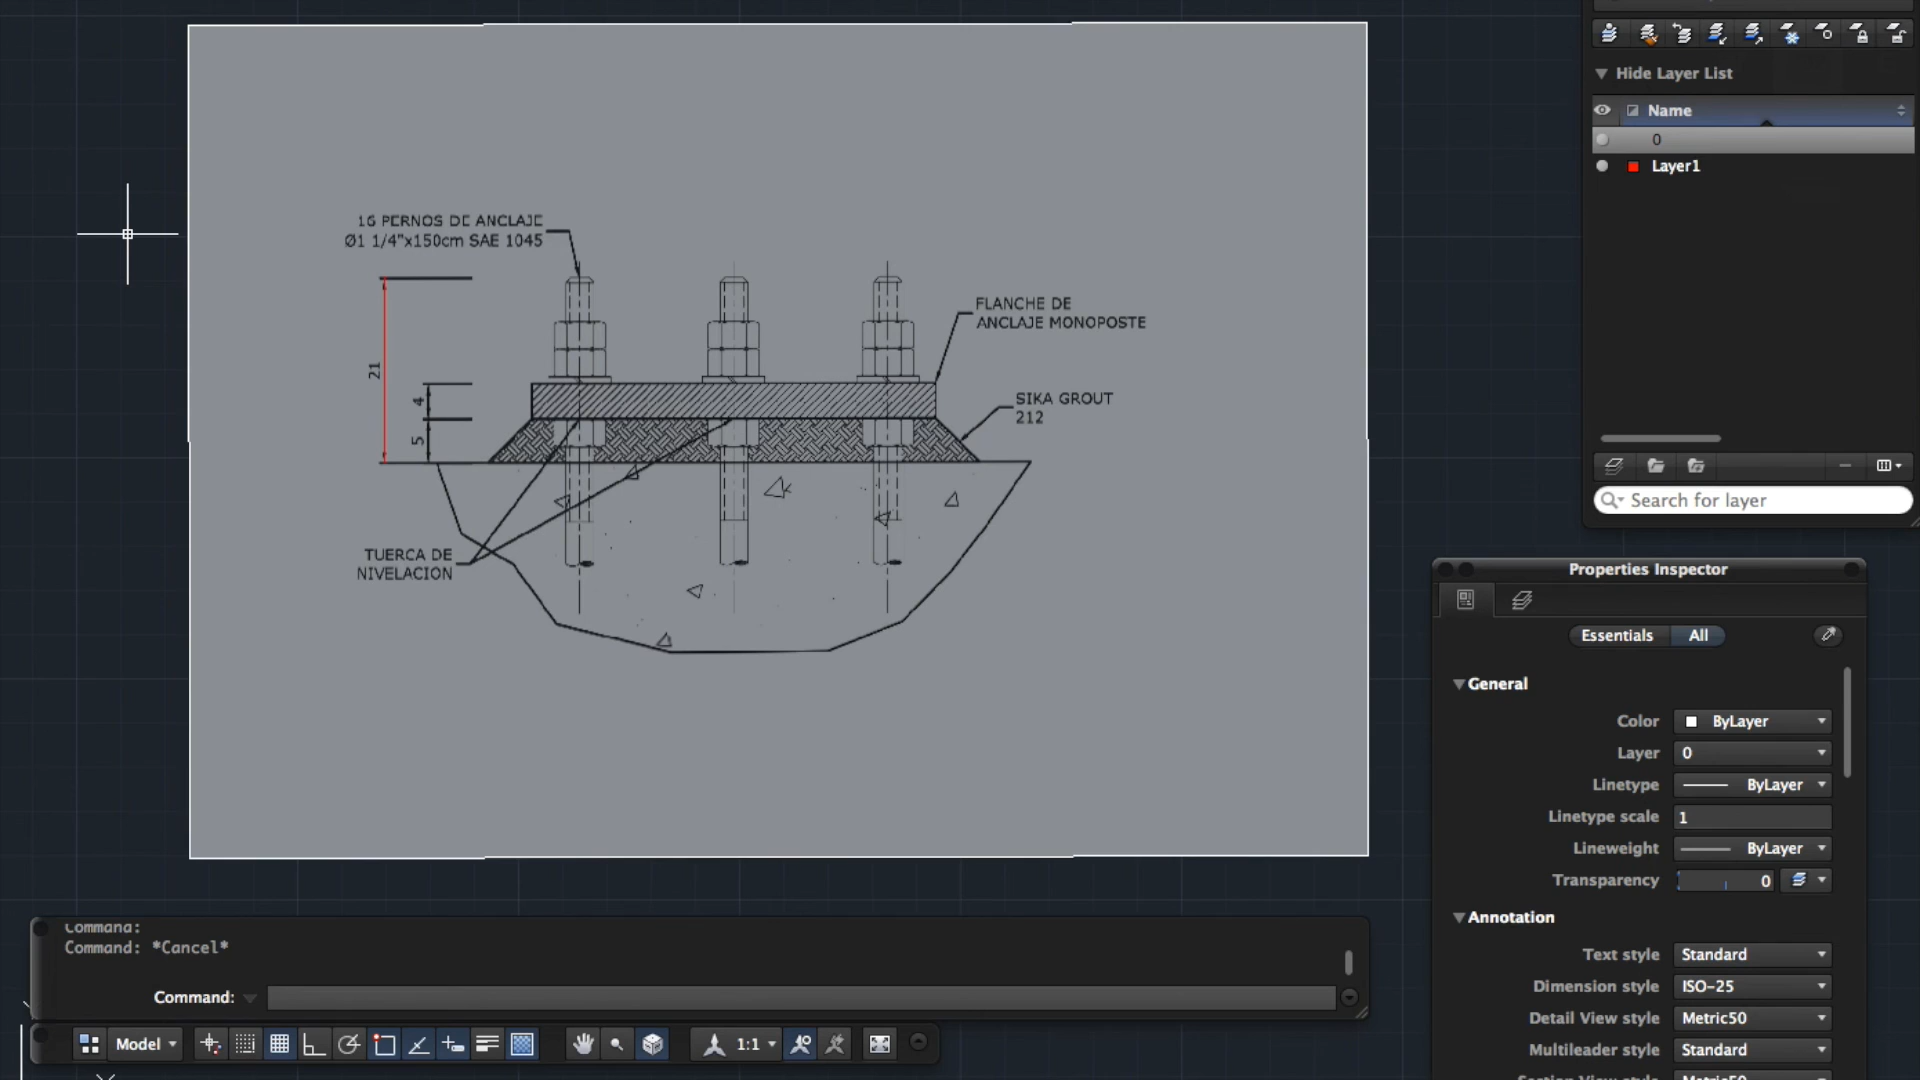 Hide Layer List
Name
0
Layer1
Search for layer
16 PERNOS DE ANCLAJE
Ø1 1/4"x150cm SAE 1045
FLANCHE DE
ANCLAJE MONOPOSTE
21
4
5
SIKA GROUT
212
TUERCA DE
NIVELACION
Properties Inspector
Essentials All
General
Color ByLayer
Layer 0
Linetype ByLayer
Linetype scale 1
Lineweight ByLayer
Transparency 0
Annotation
Text style Standard
Dimension style ISO-25
Detail View style Metric50
Multileader style Standard
Command:
Command: *Cancel*
Command:
Model 1:1